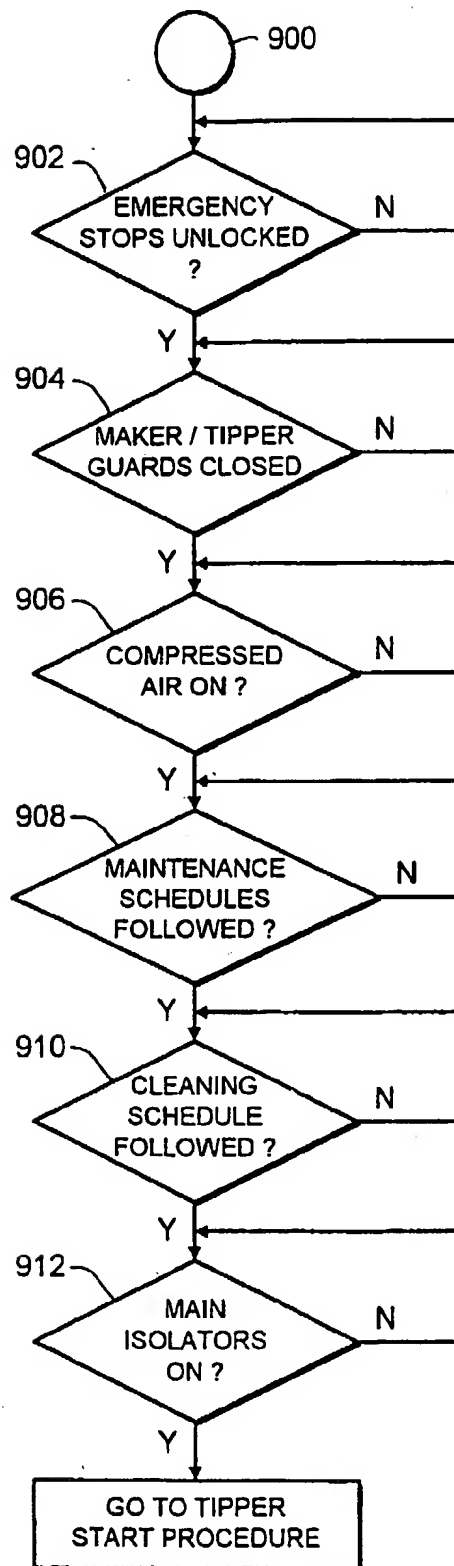 900
902
EMERGENCY
STOPS UNLOCKED
?
N
Y
904
MAKER / TIPPER
GUARDS CLOSED
N
Y
906
COMPRESSED
AIR ON ?
N
Y
908
MAINTENANCE
SCHEDULES
FOLLOWED ?
N
Y
910
CLEANING
SCHEDULE
FOLLOWED ?
N
Y
912
MAIN
ISOLATORS
ON ?
N
Y
GO TO TIPPER
START PROCEDURE